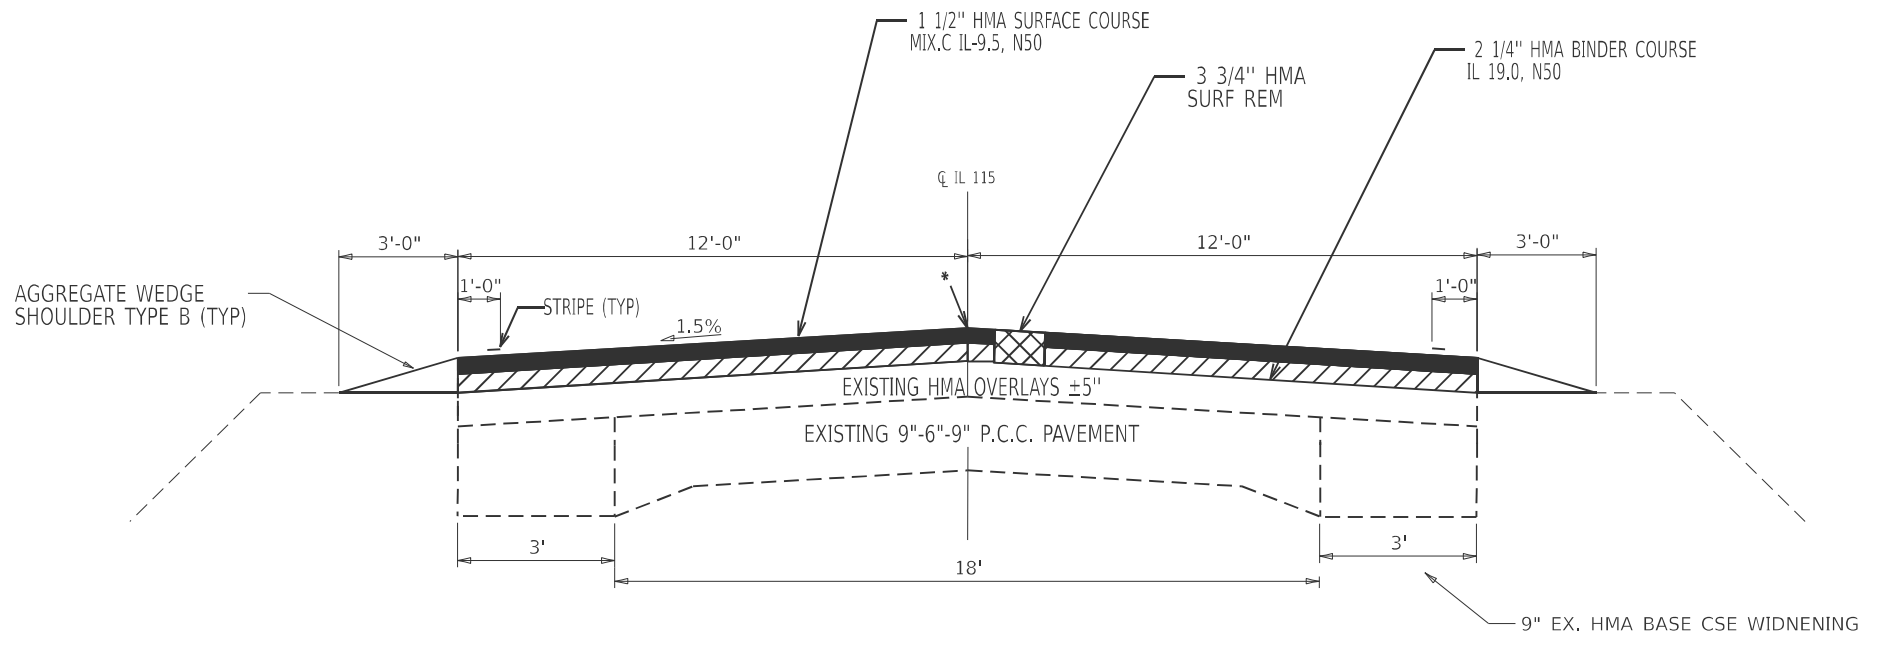 1 1/2" HMA SURFACE COURSE
MIX.C IL-9.5, N50
2 1/4" HMA BINDER COURSE
IL 19.0, N50
3 3/4" HMA
SURF REM
℄ IL 115
3'-0"
12'-0"
12'-0"
3'-0"
*
1'-0"
1'-0"
AGGREGATE WEDGE
SHOULDER TYPE B (TYP)
STRIPE (TYP)
1.5%
EXISTING HMA OVERLAYS ±5"
EXISTING 9"-6"-9" P.C.C. PAVEMENT
3'
3'
18'
9" EX. HMA BASE CSE WIDNENING